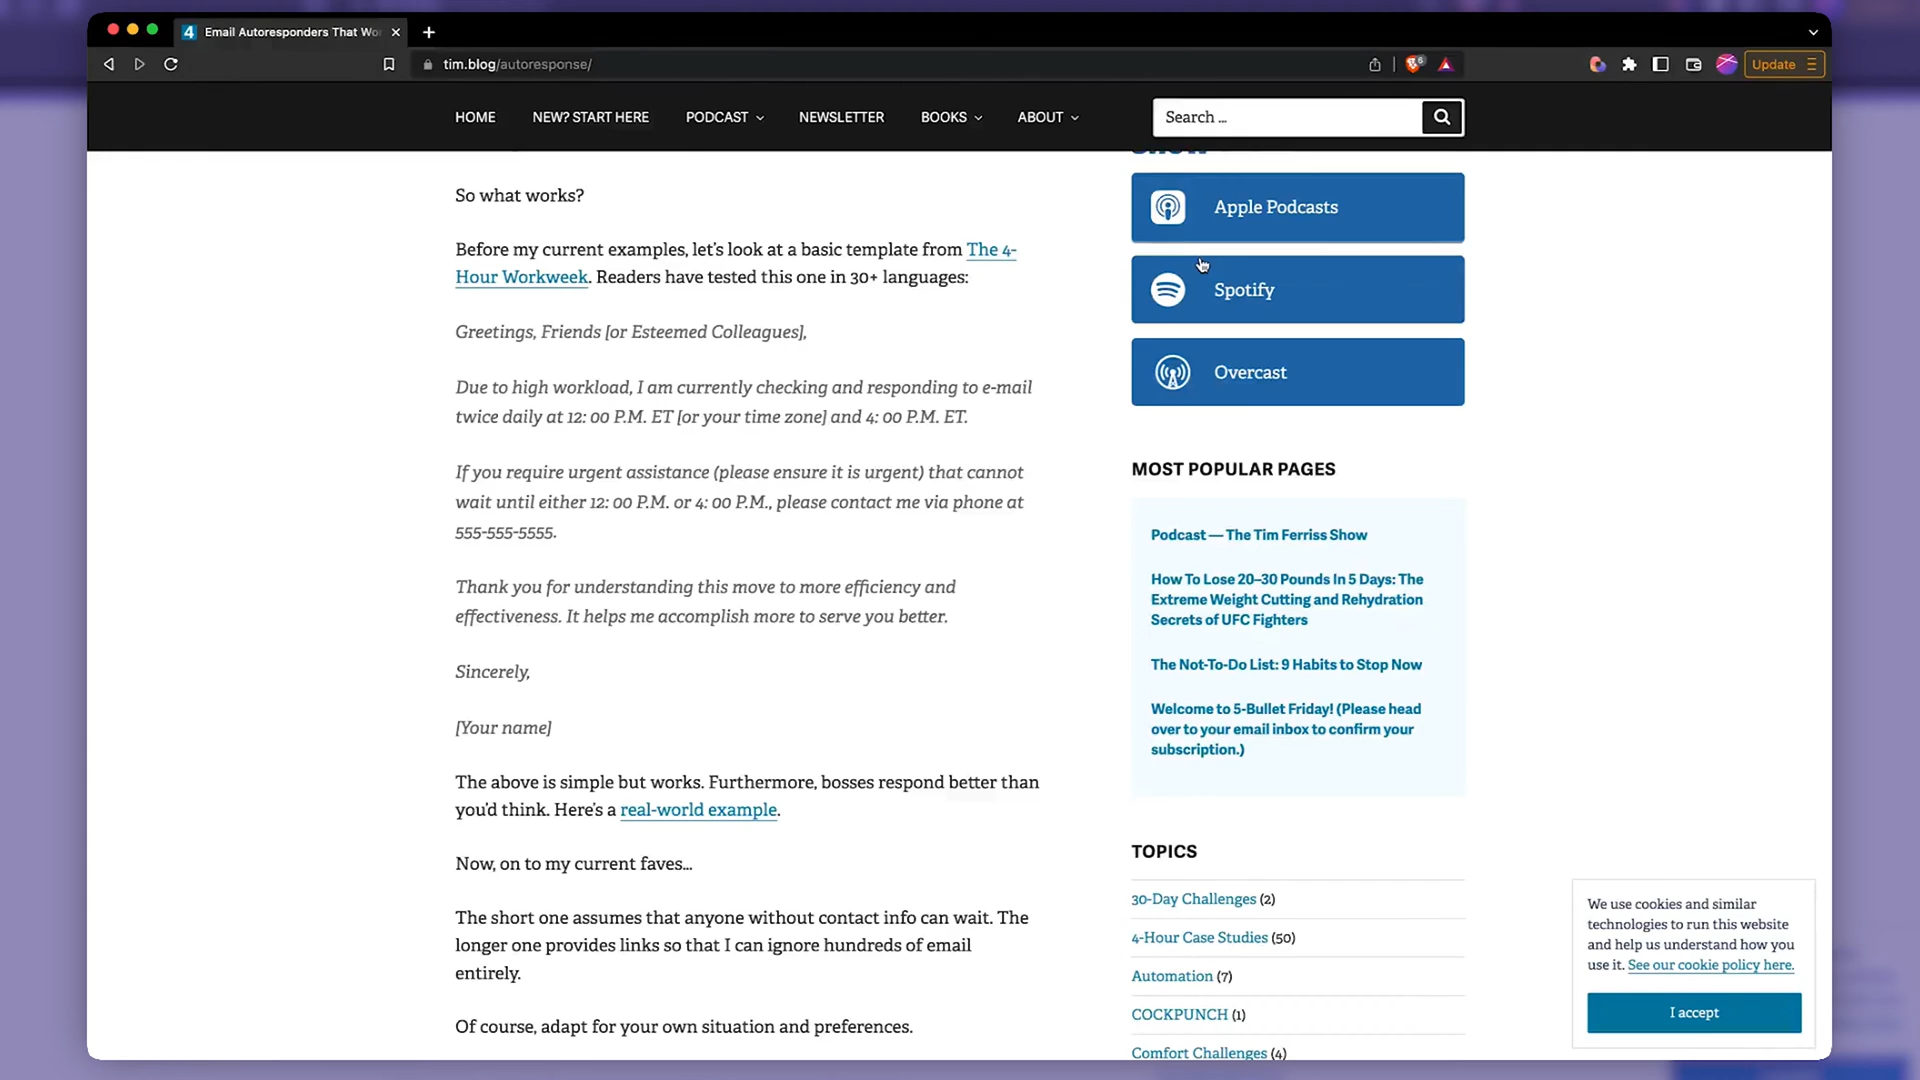 4 Email Autoresponders That Wo
tim.blog/autoresponse/
6
Update
HOME
NEW? START HERE
PODCAST
NEWSLETTER
BOOKS
ABOUT
Search ...
So what works?
Before my current examples, let's look at a basic template from The 4-
Hour Workweek. Readers have tested this one in 30+ languages:
Greetings, Friends [or Esteemed Colleagues],
Due to high workload, I am currently checking and responding to e-mail
twice daily at 12: 00 P.M. ET [or your time zone] and 4: 00 P.M. ET.
If you require urgent assistance (please ensure it is urgent) that cannot
wait until either 12: 00 P.M. or 4: 00 P.M., please contact me via phone at
555-555-5555.
Thank you for understanding this move to more efficiency and
effectiveness. It helps me accomplish more to serve you better.
Sincerely,
[Your name]
The above is simple but works. Furthermore, bosses respond better than
you'd think. Here's a real-world example.
Now, on to my current faves...
The short one assumes that anyone without contact info can wait. The
longer one provides links so that I can ignore hundreds of email
entirely.
Of course, adapt for your own situation and preferences.
Show
Apple Podcasts
Spotify
Overcast
MOST POPULAR PAGES
Podcast — The Tim Ferriss Show
How To Lose 20–30 Pounds In 5 Days: The
Extreme Weight Cutting and Rehydration
Secrets of UFC Fighters
The Not-To-Do List: 9 Habits to Stop Now
Welcome to 5-Bullet Friday! (Please head
over to your email inbox to confirm your
subscription.)
TOPICS
30-Day Challenges (2)
4-Hour Case Studies (50)
Automation (7)
COCKPUNCH (1)
Comfort Challenges (4)
We use cookies and similar
technologies to run this website
and help us understand how you
use it. See our cookie policy here.
I accept